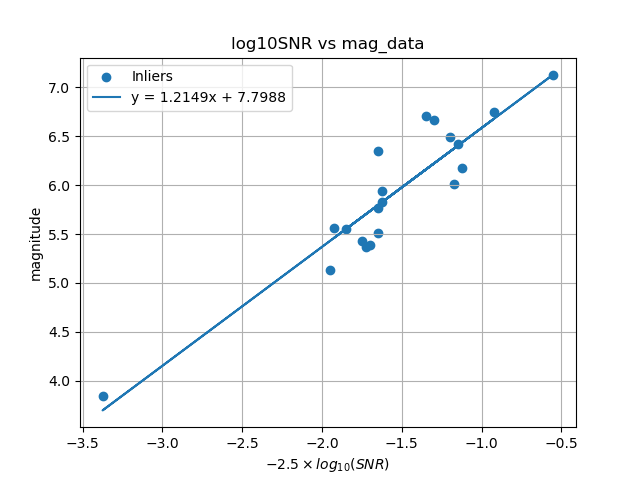 log10SNR vs mag_data
Inliers
y = 1.2149x + 7.7988
magnitude
7.0
6.5
6.0
5.5
5.0
4.5
4.0
−3.5 −3.0 −2.5 −2.0 −1.5 −1.0 −0.5
−2.5 × log₁₀(SNR)